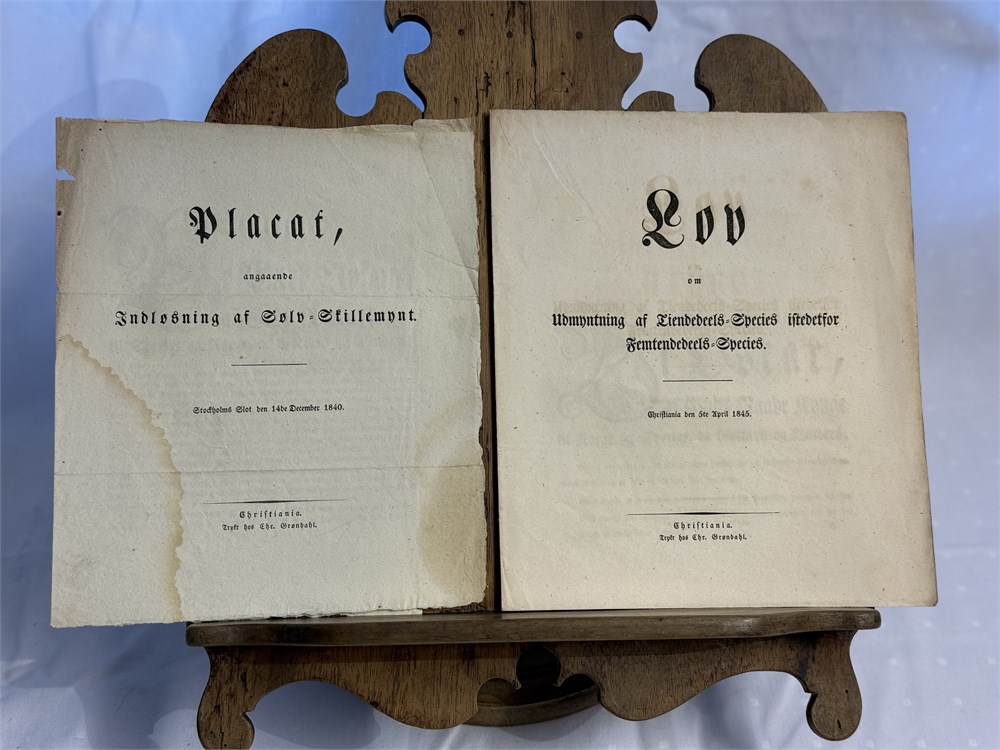 Placat,
angaaende
Indløsning af Sølv-Skillemynt.
Stockholms Slot den 14de December 1840.
Christiania.
Trykt hos Chr. Grøndahl.
Lov
om
Udmyntning af Tiendedeels-Species istedetfor
Femtendedeels-Species.
Christiania den 5te April 1845.
Christiania.
Trykt hos Chr. Grøndahl.